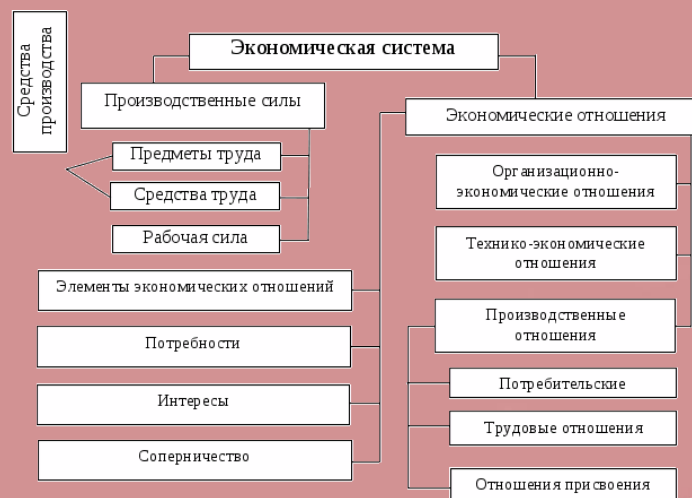 Средства
производства
Экономическая система
Производственные силы
Предметы труда
Средства труда
Рабочая сила
Экономические отношения
Организационно-
экономические отношения
Технико-экономические
отношения
Производственные
отношения
Потребительские
Трудовые отношения
Отношения присвоения
Элементы экономических отношений
Потребности
Интересы
Соперничество